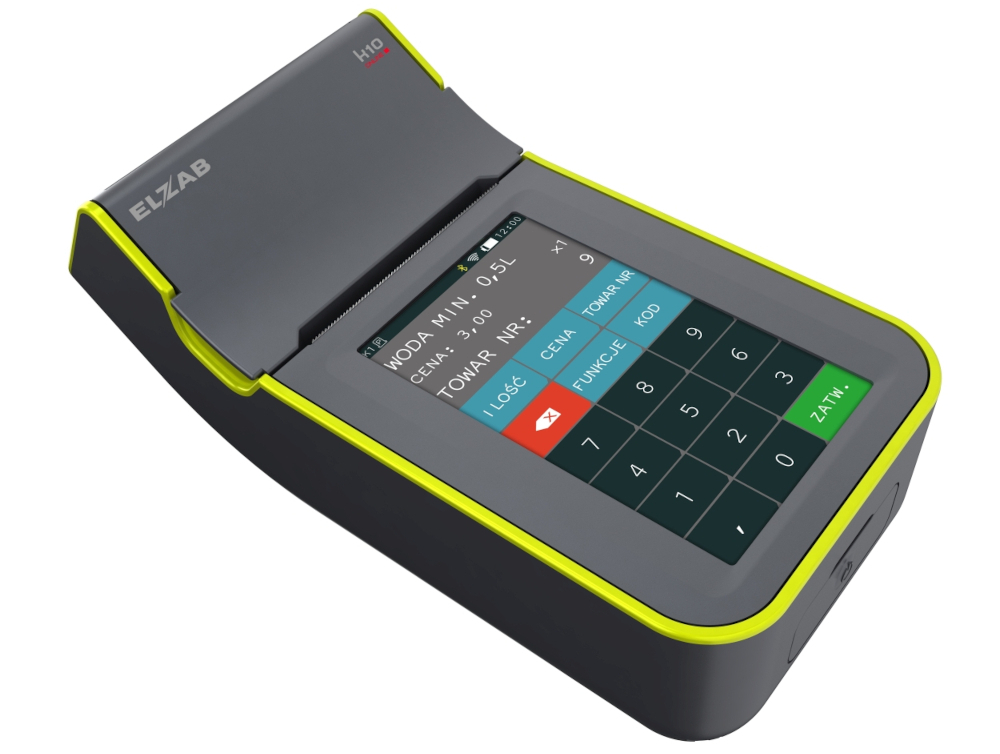 h10
ELZAB
K1 P 12:00
WODA MIN. 0,5L x1
CENA: 3,00
TOWAR NR: 9
ILOŚĆ CENA TOWAR NR
FUNKCJE KOD
7 8 9
4 5 6
1 2 3
, 0 ZATW.